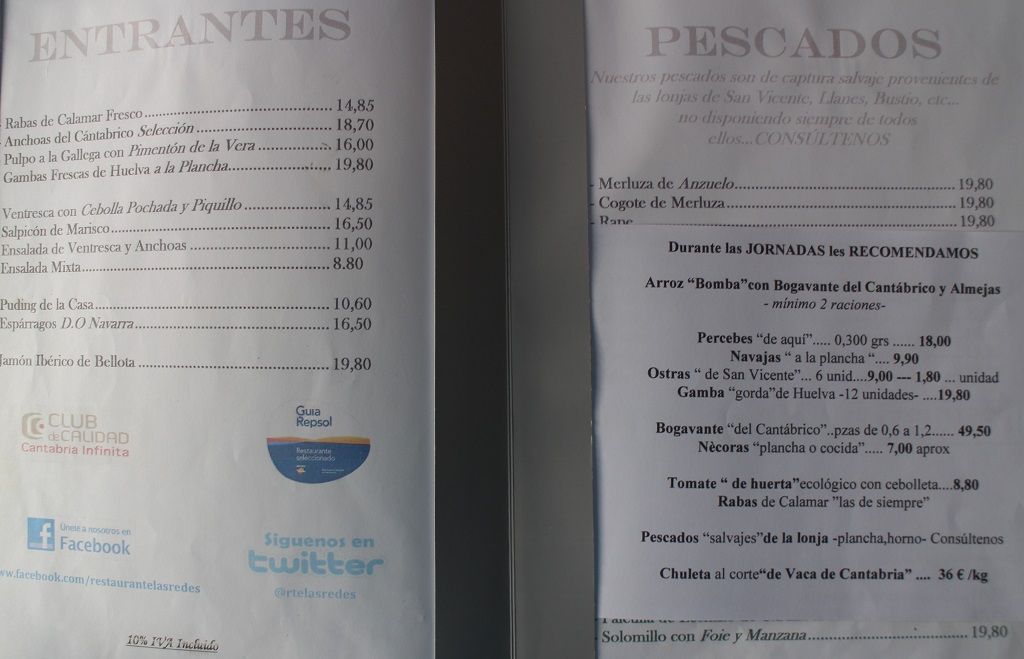 ENTRANTES
- Rabas de Calamar Fresco ........ 14,85
- Anchoas del Cántabrico Selección ........ 18,70
Pulpo a la Gallega con Pimentón de la Vera ........ 16,00
Gambas Frescas de Huelva a la Plancha ........ 19,80
Ventresca con Cebolla Pochada y Piquillo ........ 14,85
Salpicón de Marisco ........ 16,50
Ensalada de Ventresca y Anchoas ........ 11,00
Ensalada Mixta ........ 8.80
Puding de la Casa ........ 10,60
Espárragos D.O Navarra ........ 16,50
Jamón Ibérico de Bellota ........ 19,80
CLUB
de CALIDAD
Cantabria Infinita
Guia
Repsol
Restaurante
seleccionado
Únete a nosotros en
Facebook
ww.facebook.com/restaurantelasredes
Siguenos en
twitter
@rtelasredes
10% IVA Incluido
PESCADOS
Nuestros pescados son de captura salvaje provenientes de
las lonjas de San Vicente, Llanes, Bustio, etc...
no disponiendo siempre de todos
ellos...CONSÚLTENOS
- Merluza de Anzuelo ........ 19,80
- Cogote de Merluza ........ 19,80
- Rape ........ 19,80
Durante las JORNADAS les RECOMENDAMOS
Arroz “Bomba”con Bogavante del Cantábrico y Almejas
- mínimo 2 raciones-
Percebes “de aquí”..... 0,300 grs ...... 18,00
Navajas “ a la plancha “.... 9,90
Ostras “ de San Vicente”... 6 unid....9,00 --- 1,80 ... unidad
Gamba “gorda”de Huelva -12 unidades- ....19,80
Bogavante “del Cantábrico”..pzas de 0,6 a 1,2...... 49,50
Nècoras “plancha o cocida”..... 7,00 aprox
Tomate “ de huerta”ecológico con cebolleta....8,80
Rabas de Calamar ”las de siempre”
Pescados “salvajes”de la lonja -plancha,horno- Consúltenos
Chuleta al corte“de Vaca de Cantabria” .... 36 € /kg
- Solomillo con Foie y Manzana ........ 19,80